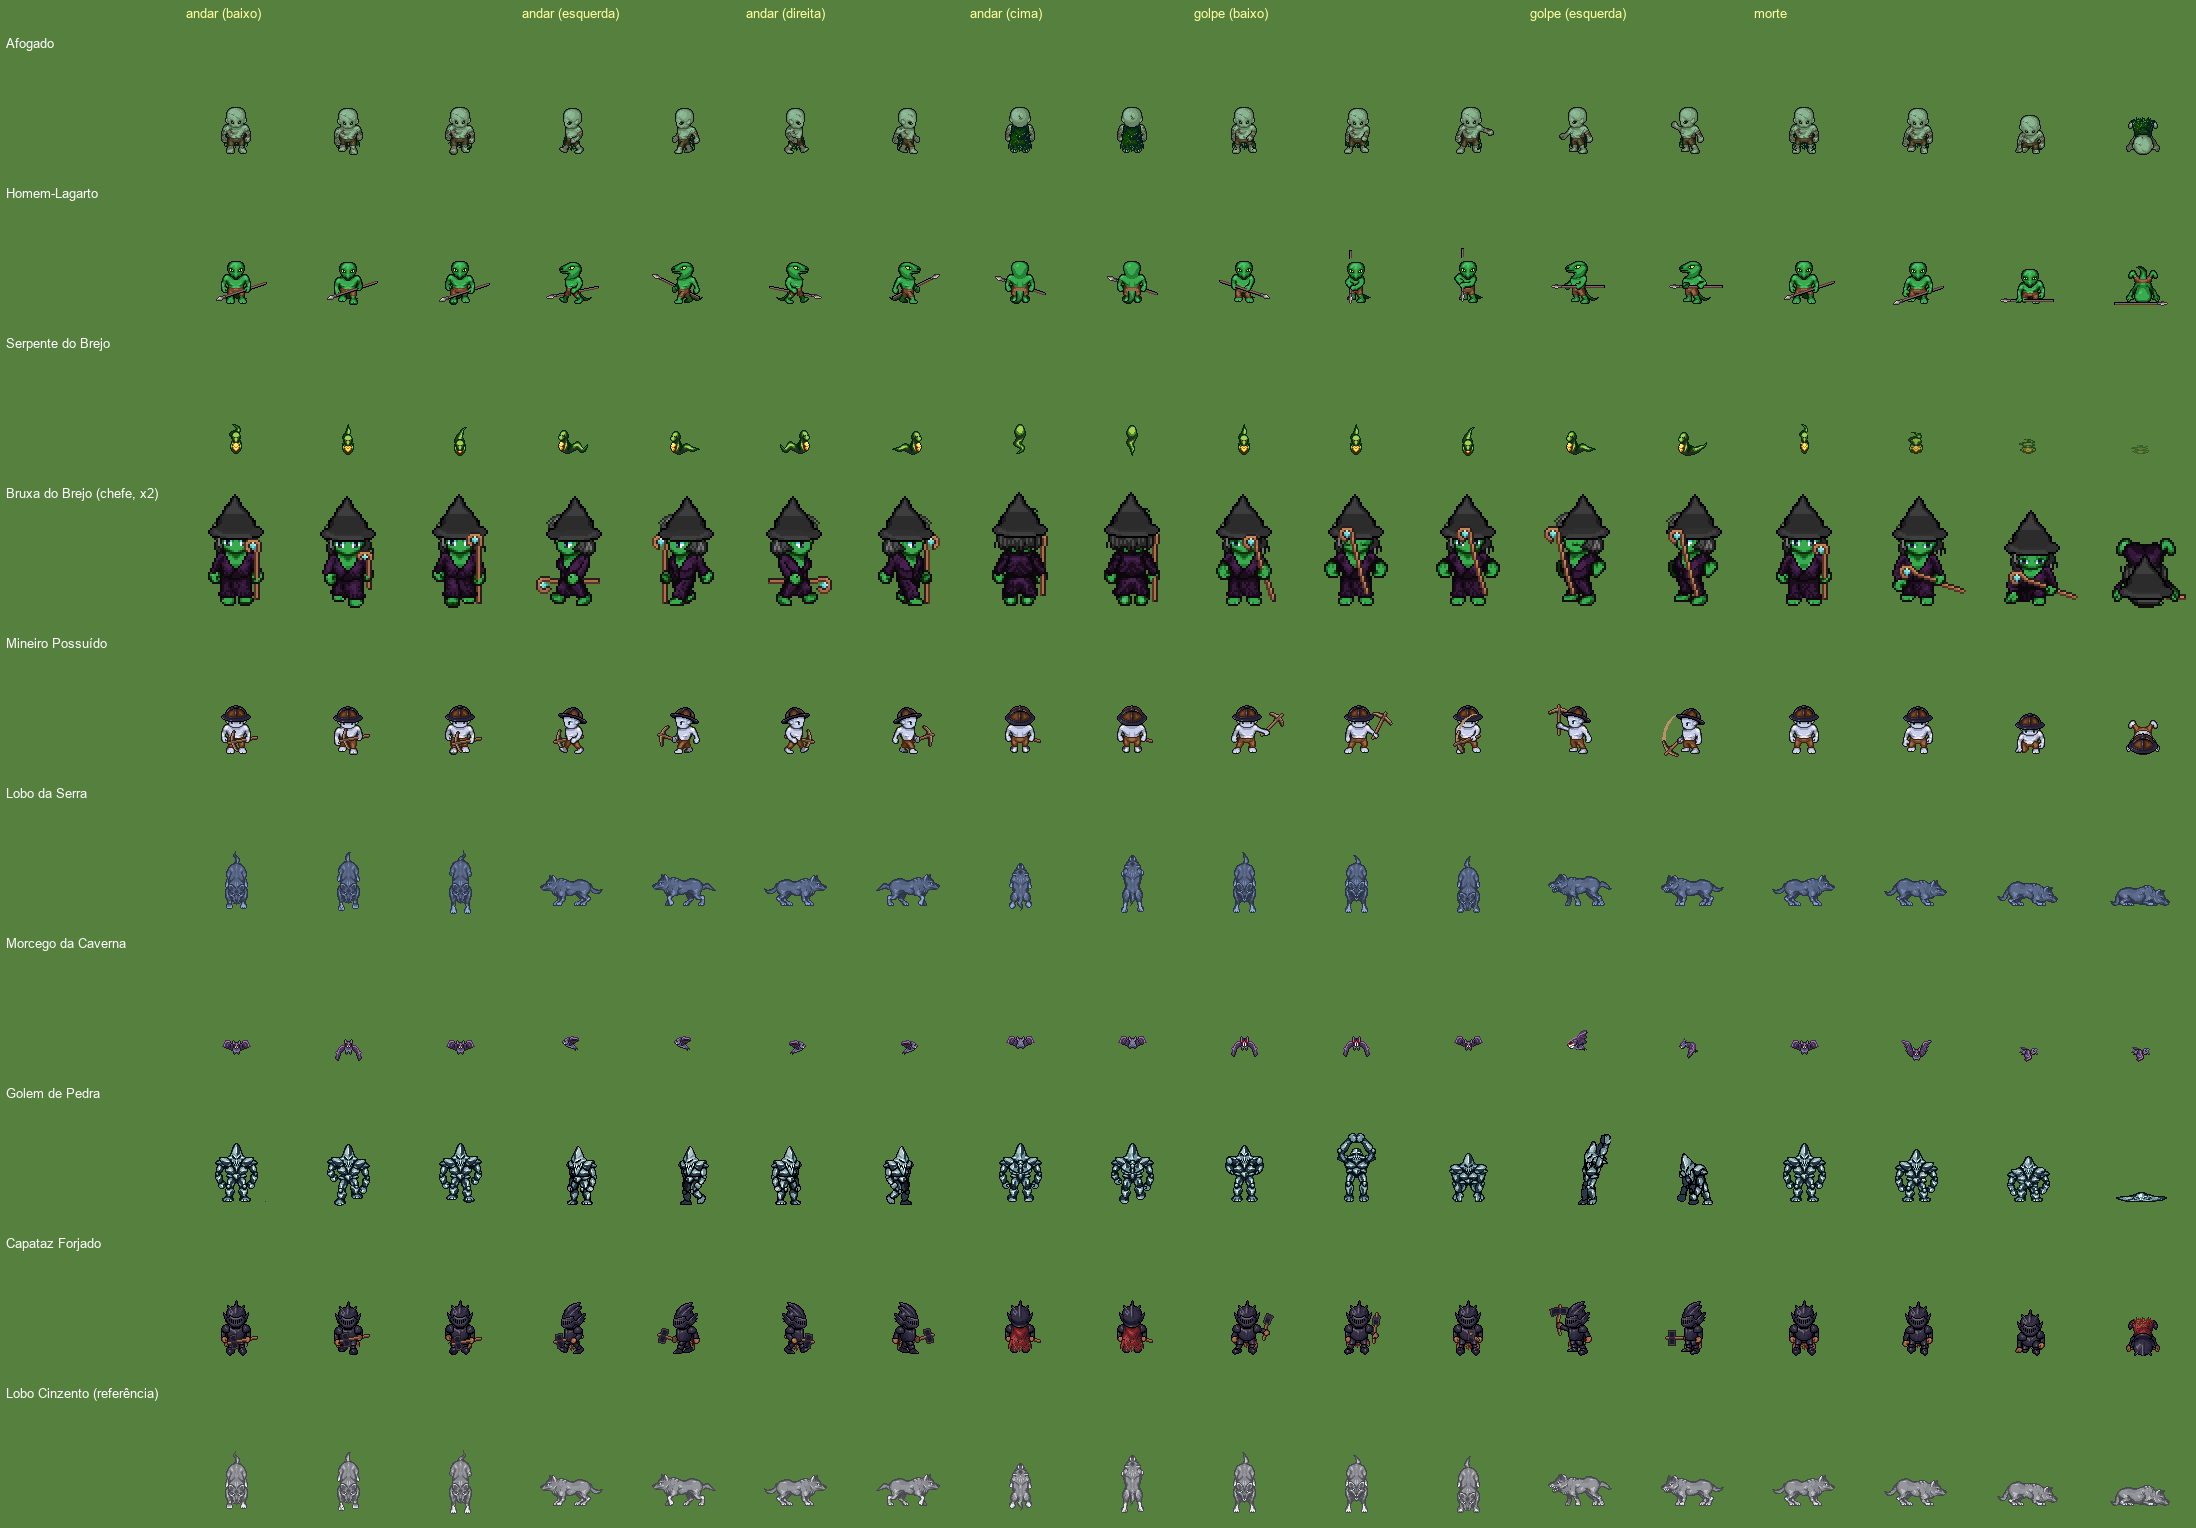 andar (baixo) andar (esquerda) andar (direita) andar (cima) golpe (baixo) golpe (esquerda) morte
Afogado
Homem-Lagarto
Serpente do Brejo
Bruxa do Brejo (chefe, x2)
Mineiro Possuído
Lobo da Serra
Morcego da Caverna
Golem de Pedra
Capataz Forjado
Lobo Cinzento (referência)